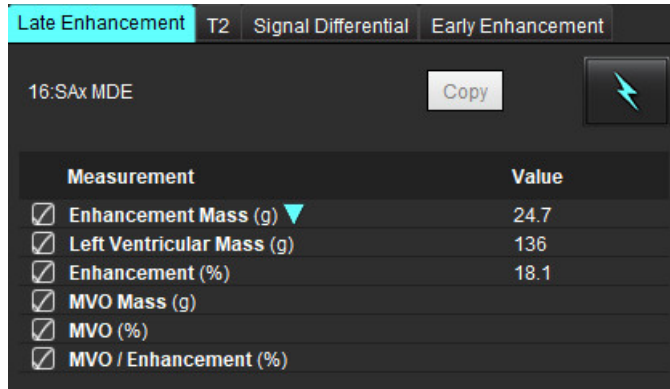 Late Enhancement T2 Signal Differential Early Enhancement
16:SAx MDE Copy
Measurement Value
Enhancement Mass (g) 24.7
Left Ventricular Mass (g) 136
Enhancement (%) 18.1
MVO Mass (g)
MVO (%)
MVO / Enhancement (%)